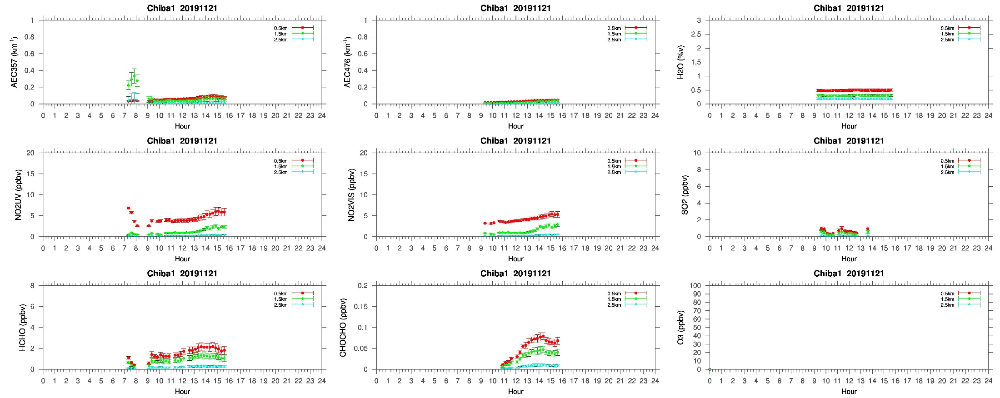 Chiba1 20191121
AEC357 (km-1)
1
0.8
0.6
0.4
0.2
0
0.5km
1.5km
2.5km
0 1 2 3 4 5 6 7 8 9 10 11 12 13 14 15 16 17 18 19 20 21 22 23 24
Hour
Chiba1 20191121
AEC476 (km-1)
1
0.8
0.6
0.4
0.2
0
0.5km
1.5km
2.5km
0 1 2 3 4 5 6 7 8 9 10 11 12 13 14 15 16 17 18 19 20 21 22 23 24
Hour
Chiba1 20191121
H2O (%v)
3
2.5
2
1.5
1
0.5
0
0.5km
1.5km
2.5km
0 1 2 3 4 5 6 7 8 9 10 11 12 13 14 15 16 17 18 19 20 21 22 23 24
Hour
Chiba1 20191121
NO2UV (ppbv)
20
15
10
5
0
0.5km
1.5km
2.5km
0 1 2 3 4 5 6 7 8 9 10 11 12 13 14 15 16 17 18 19 20 21 22 23 24
Hour
Chiba1 20191121
NO2VIS (ppbv)
20
15
10
5
0
0.5km
1.5km
2.5km
0 1 2 3 4 5 6 7 8 9 10 11 12 13 14 15 16 17 18 19 20 21 22 23 24
Hour
Chiba1 20191121
SO2 (ppbv)
10
8
6
4
2
0
0.5km
1.5km
2.5km
0 1 2 3 4 5 6 7 8 9 10 11 12 13 14 15 16 17 18 19 20 21 22 23 24
Hour
Chiba1 20191121
HCHO (ppbv)
8
6
4
2
0
0.5km
1.5km
2.5km
0 1 2 3 4 5 6 7 8 9 10 11 12 13 14 15 16 17 18 19 20 21 22 23 24
Hour
Chiba1 20191121
CHOCHO (ppbv)
0.2
0.15
0.1
0.05
0
0.5km
1.5km
2.5km
0 1 2 3 4 5 6 7 8 9 10 11 12 13 14 15 16 17 18 19 20 21 22 23 24
Hour
Chiba1 20191121
O3 (ppbv)
100
90
80
70
60
50
40
30
20
10
0
0.5km
1.5km
2.5km
0 1 2 3 4 5 6 7 8 9 10 11 12 13 14 15 16 17 18 19 20 21 22 23 24
Hour